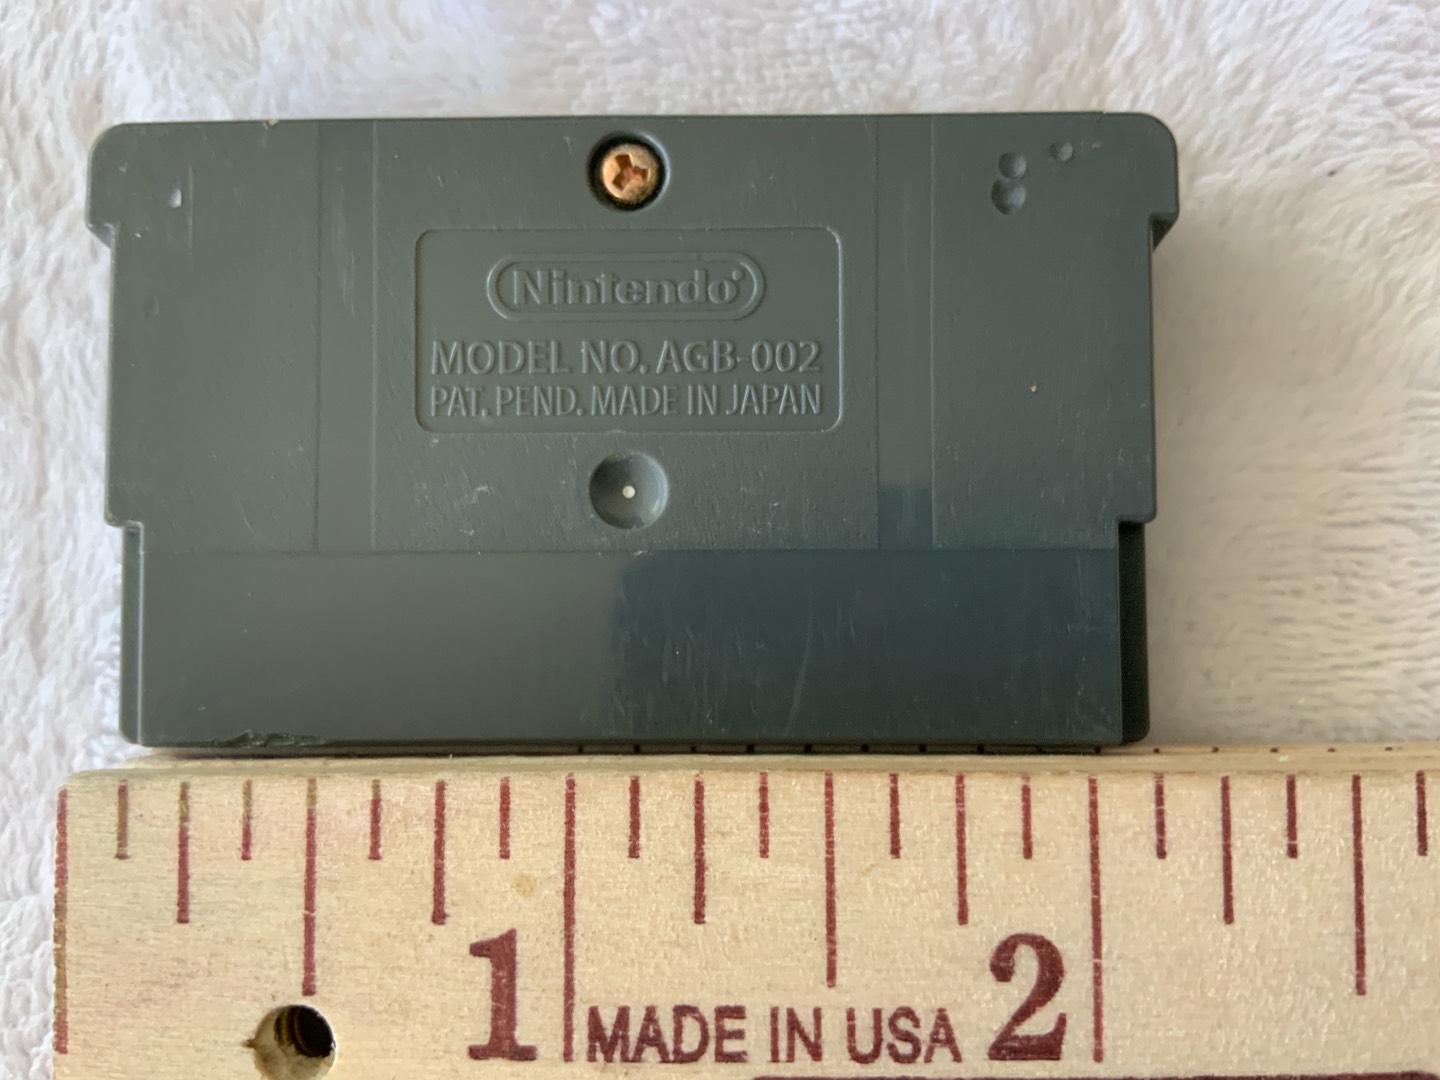 Nintendo
MODEL NO. AGB-002
PAT. PEND. MADE IN JAPAN
1 2
MADE IN USA